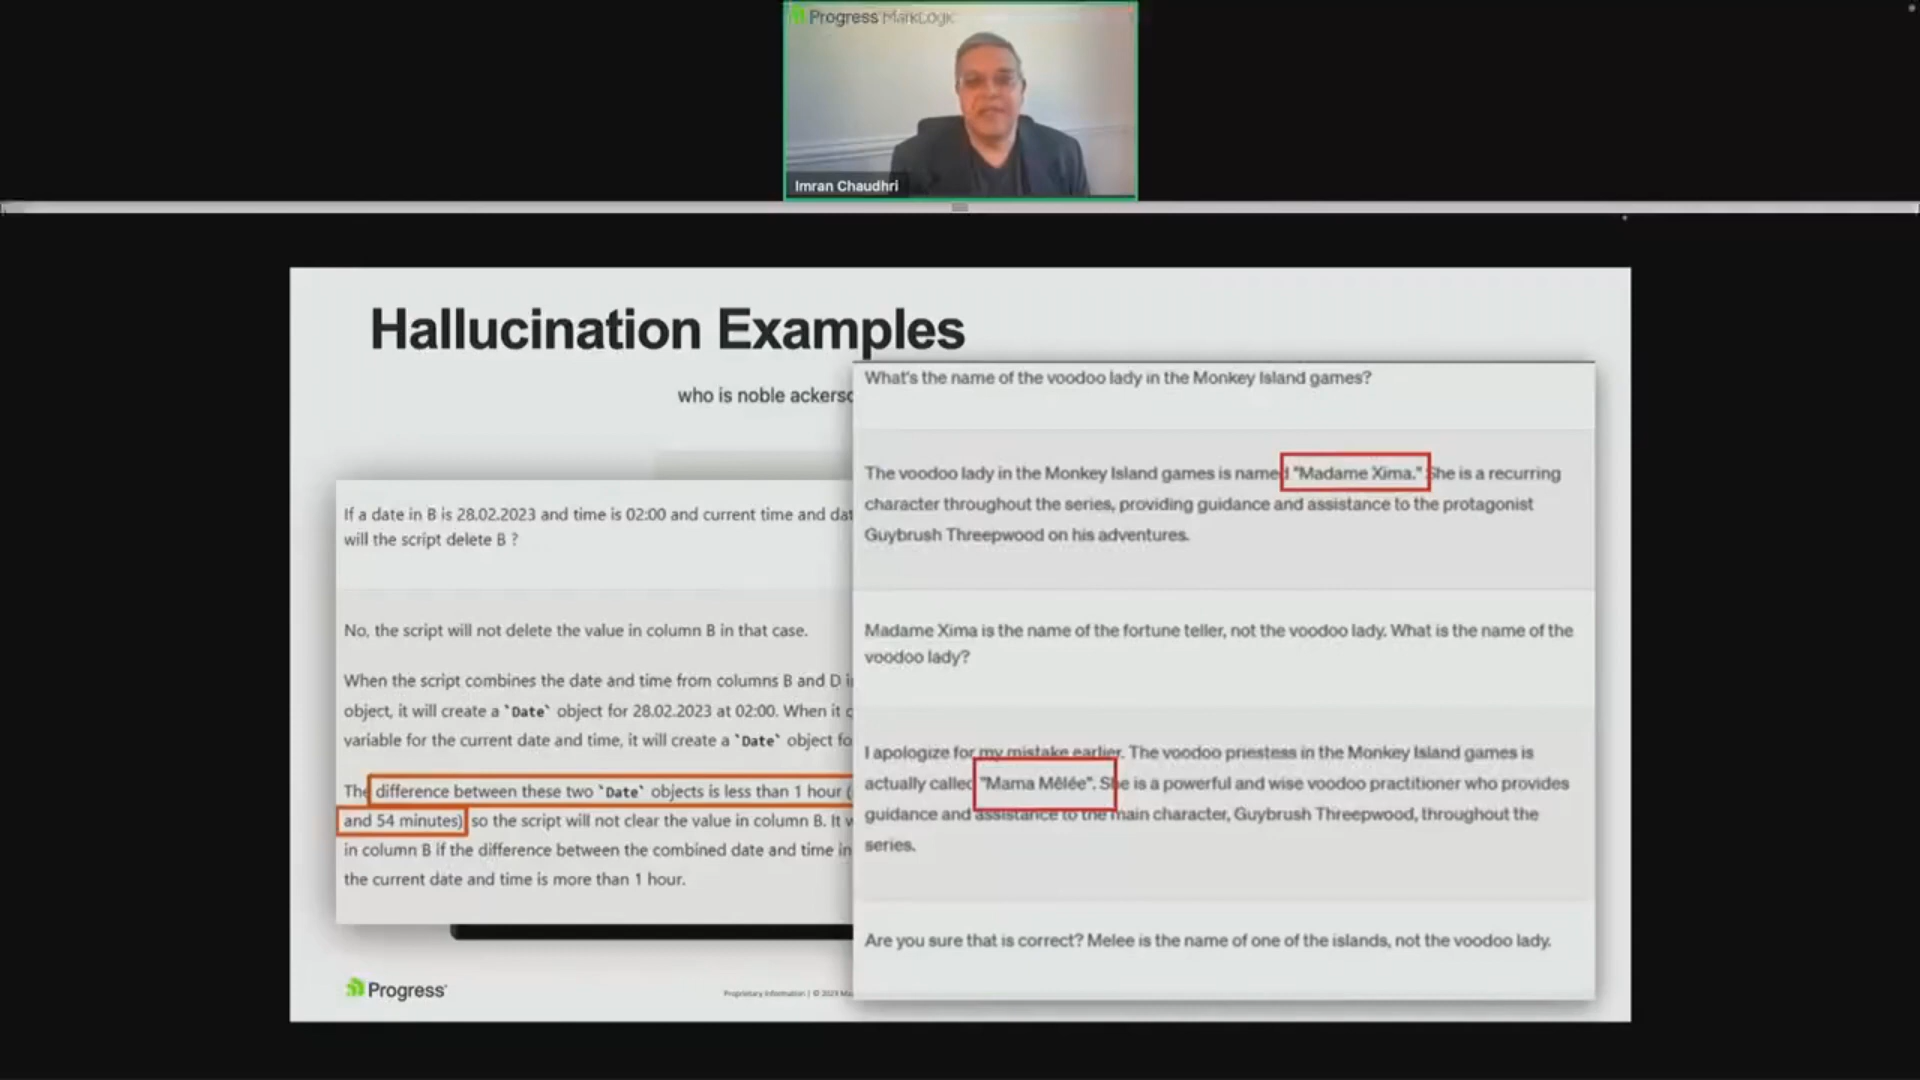 Progress MarkLogic
Imran Chaudhri
Hallucination Examples
who is noble ackerso
If a date in B is 28.02.2023 and time is 02:00 and current time and dat
will the script delete B ?
No, the script will not delete the value in column B in that case.
When the script combines the date and time from columns B and D i
object, it will create a `Date` object for 28.02.2023 at 02:00. When it c
variable for the current date and time, it will create a `Date` object fo
The difference between these two `Date` objects is less than 1 hour (
and 54 minutes) so the script will not clear the value in column B. It w
in column B if the difference between the combined date and time in
the current date and time is more than 1 hour.
What's the name of the voodoo lady in the Monkey Island games?
The voodoo lady in the Monkey Island games is named "Madame Xima." She is a recurring
character throughout the series, providing guidance and assistance to the protagonist
Guybrush Threepwood on his adventures.
Madame Xima is the name of the fortune teller, not the voodoo lady. What is the name of the
voodoo lady?
I apologize for my mistake earlier. The voodoo priestess in the Monkey Island games is
actually called "Mama Mêlée". She is a powerful and wise voodoo practitioner who provides
guidance and assistance to the main character, Guybrush Threepwood, throughout the
series.
Are you sure that is correct? Melee is the name of one of the islands, not the voodoo lady.
Progress
Proprietary Information | © 2023 Ma